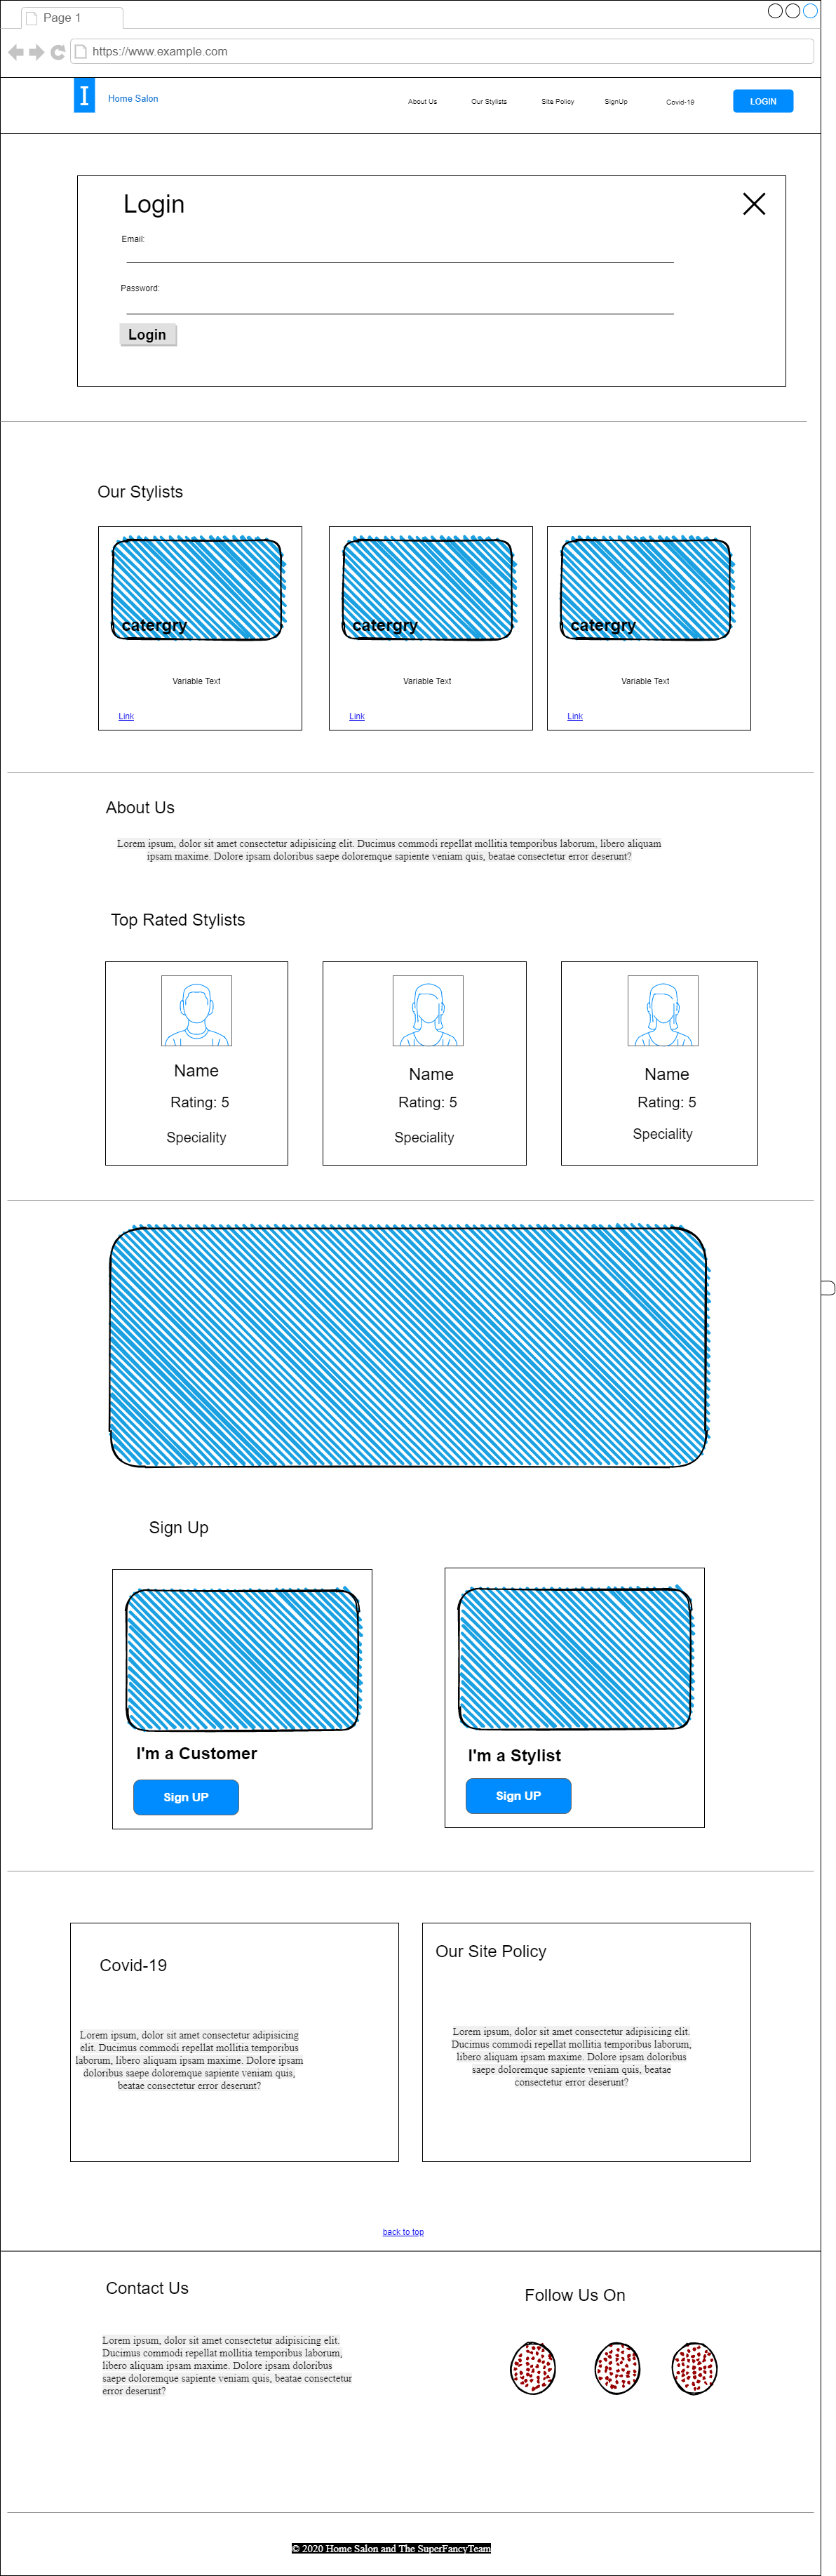 Page 1
https://www.example.com
I
Home Salon
About Us
Our Stylists
Site Policy
SignUp
Covid-19
LOGIN
Login
Email:
Password:
Login
Our Stylists
catergry
catergry
catergry
Variable Text
Variable Text
Variable Text
Link
Link
Link
About Us
Lorem ipsum, dolor sit amet consectetur adipisicing elit. Ducimus commodi repellat mollitia temporibus laborum, libero aliquam
ipsam maxime. Dolore ipsam doloribus saepe doloremque sapiente veniam quis, beatae consectetur error deserunt?
Top Rated Stylists
Name
Rating: 5
Speciality
Name
Rating: 5
Speciality
Name
Rating: 5
Speciality
Sign Up
I'm a Customer
Sign UP
I'm a Stylist
Sign UP
Covid-19
Lorem ipsum, dolor sit amet consectetur adipisicing
elit. Ducimus commodi repellat mollitia temporibus
laborum, libero aliquam ipsam maxime. Dolore ipsam
doloribus saepe doloremque sapiente veniam quis,
beatae consectetur error deserunt?
Our Site Policy
Lorem ipsum, dolor sit amet consectetur adipisicing elit.
Ducimus commodi repellat mollitia temporibus laborum,
libero aliquam ipsam maxime. Dolore ipsam doloribus
saepe doloremque sapiente veniam quis, beatae
consectetur error deserunt?
back to top
Contact Us
Lorem ipsum, dolor sit amet consectetur adipisicing elit.
Ducimus commodi repellat mollitia temporibus laborum,
libero aliquam ipsam maxime. Dolore ipsam doloribus
saepe doloremque sapiente veniam quis, beatae consectetur
error deserunt?
Follow Us On
© 2020 Home Salon and The SuperFancyTeam